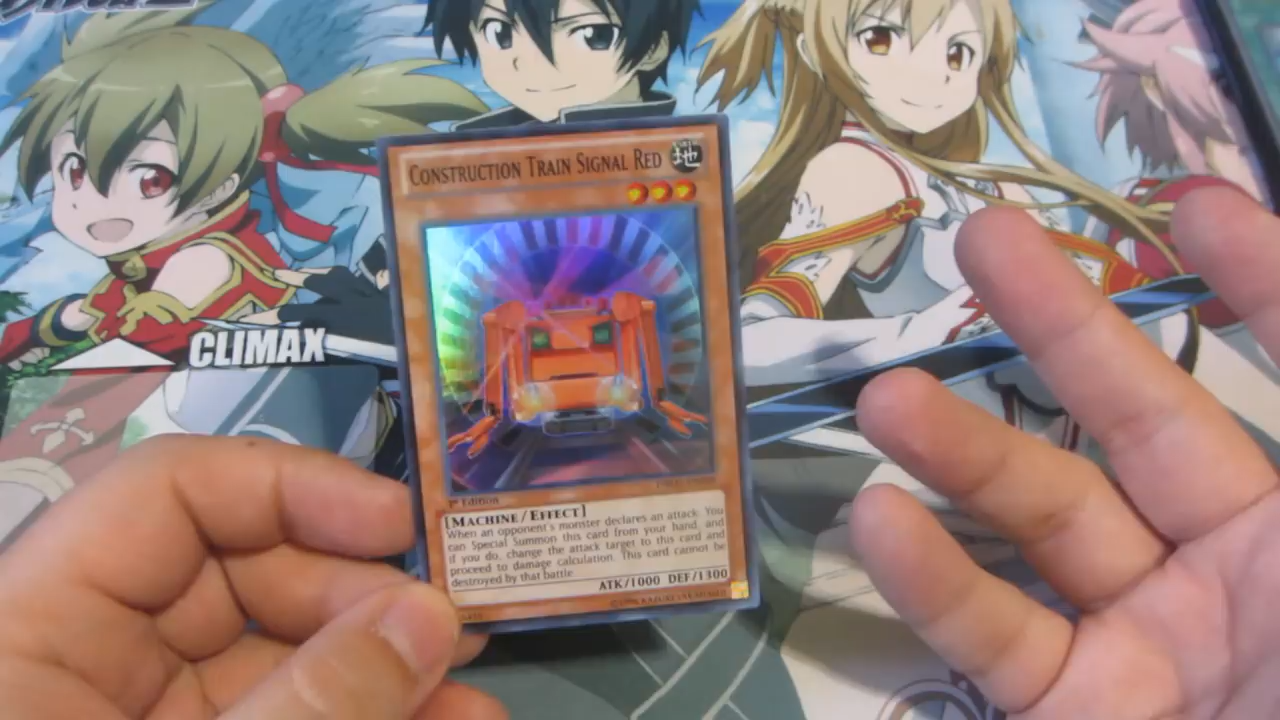 CONSTRUCTION TRAIN SIGNAL RED
地
CLIMAX
1st Edition
[MACHINE/EFFECT]
When an opponent's monster declares an attack: You
can Special Summon this card from your hand, and
if you do, change the attack target to this card and
proceed to damage calculation. This card cannot be
destroyed by that battle.
ATK/1000 DEF/1300